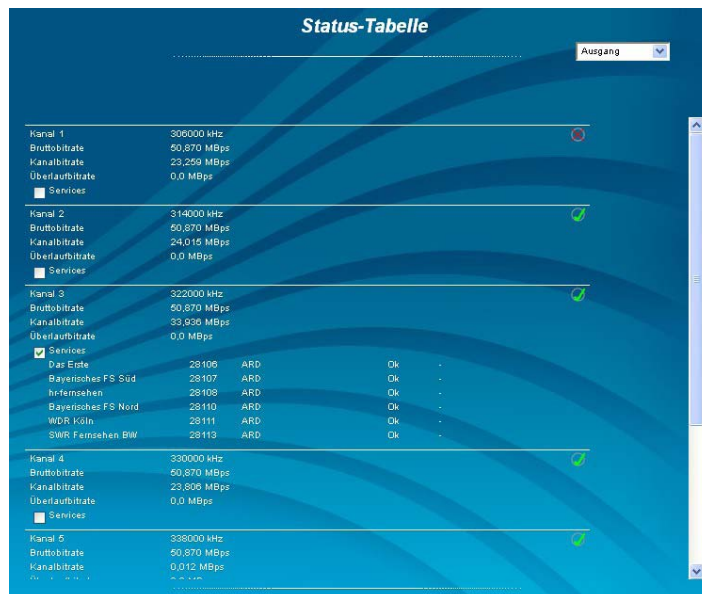 Status-Tabelle
Ausgang
Kanal 1 306000 kHz
Bruttobitrate 50,870 MBps
Kanalbitrate 23,259 MBps
Überlaufbitrate 0,0 MBps
Services
Kanal 2 314000 kHz
Bruttobitrate 50,870 MBps
Kanalbitrate 24,015 MBps
Überlaufbitrate 0,0 MBps
Services
Kanal 3 322000 kHz
Bruttobitrate 50,870 MBps
Kanalbitrate 33,936 MBps
Überlaufbitrate 0,0 MBps
Services
Das Erste 28106 ARD Ok -
Bayerisches FS Süd 28107 ARD Ok -
hr-fernsehen 28108 ARD Ok -
Bayerisches FS Nord 28110 ARD Ok -
WDR Köln 28111 ARD Ok -
SWR Fernsehen BW 28113 ARD Ok -
Kanal 4 330000 kHz
Bruttobitrate 50,870 MBps
Kanalbitrate 23,806 MBps
Überlaufbitrate 0,0 MBps
Services
Kanal 5 338000 kHz
Bruttobitrate 50,870 MBps
Kanalbitrate 0,012 MBps